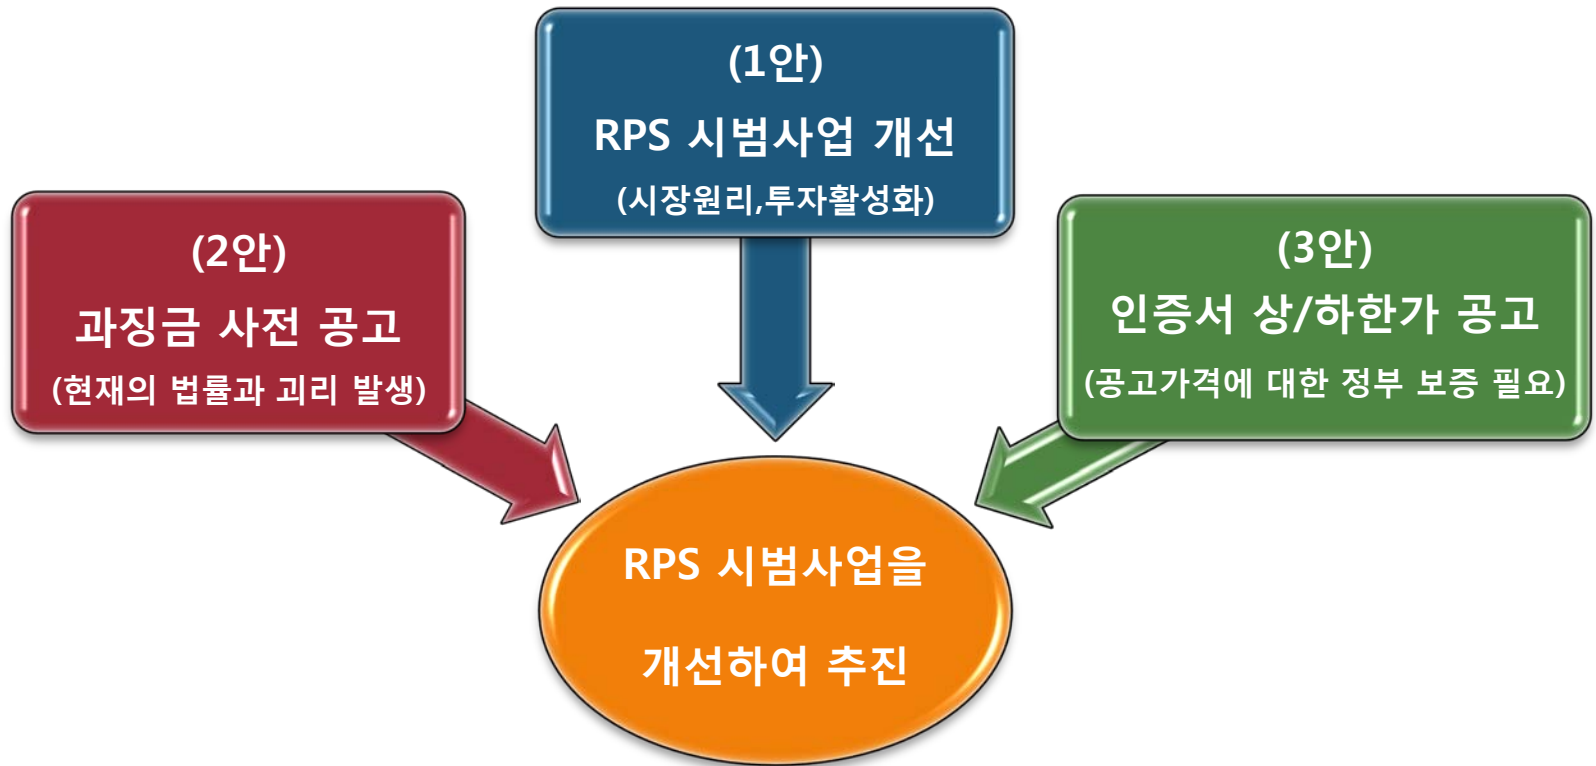 (1안)
RPS 시범사업 개선
(시장원리,투자활성화)
(2안)
과징금 사전 공고
(현재의 법률과 괴리 발생)
(3안)
인증서 상/하한가 공고
(공고가격에 대한 정부 보증 필요)
RPS 시범사업을
개선하여 추진